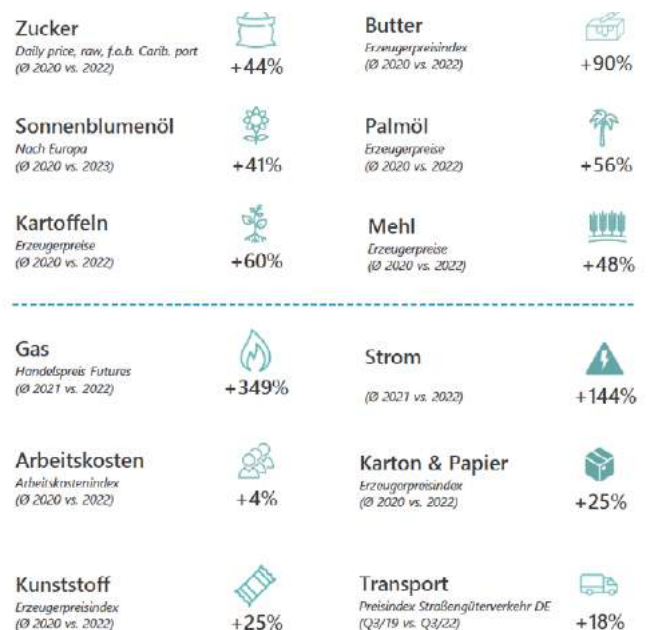 Zucker
Daily price, raw, f.o.b. Carib. port
(Ø 2020 vs. 2022)
+44%
Butter
Erzeugerpreisindex
(Ø 2020 vs. 2022)
+90%
Sonnenblumenöl
Nach Europa
(Ø 2020 vs. 2023)
+41%
Palmöl
Erzeugerpreise
(Ø 2020 vs. 2022)
+56%
Kartoffeln
Erzeugerpreise
(Ø 2020 vs. 2022)
+60%
Mehl
Erzeugerpreise
(Ø 2020 vs. 2022)
+48%
Gas
Handelspreis Futures
(Ø 2021 vs. 2022)
+349%
Strom
(Ø 2021 vs. 2022)
+144%
Arbeitskosten
Arbeitskostenindex
(Ø 2020 vs. 2022)
+4%
Karton & Papier
Erzeugerpreisindex
(Ø 2020 vs. 2022)
+25%
Kunststoff
Erzeugerpreisindex
(Ø 2020 vs. 2022)
+25%
Transport
Preisindex Straßengüterverkehr DE
(Q3/19 vs. Q3/22)
+18%